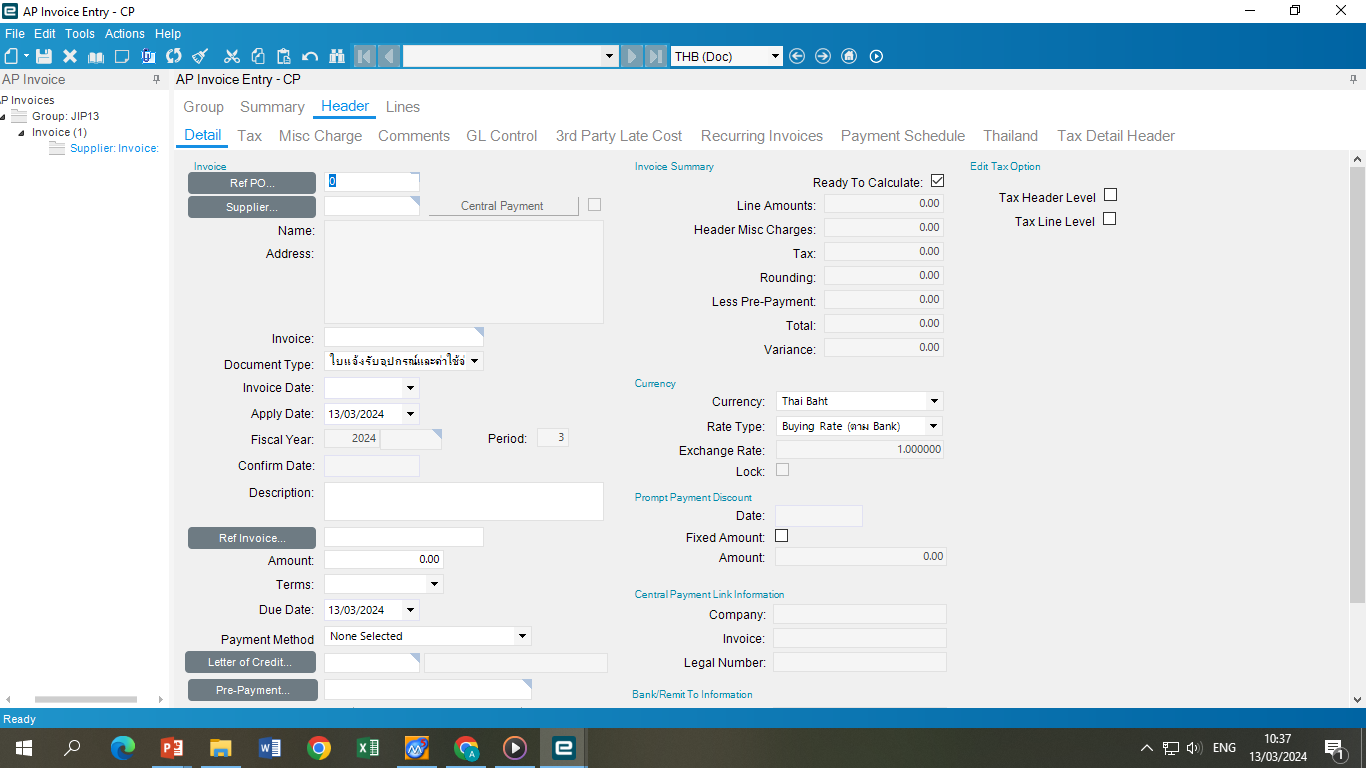 AP Invoice Entry - CP
File Edit Tools Actions Help
THB (Doc)
AP Invoice
AP Invoice Entry - CP
P Invoices
Group: JIP13
Invoice (1)
Supplier: Invoice:
Group Summary Header Lines
Detail Tax Misc Charge Comments GL Control 3rd Party Late Cost Recurring Invoices Payment Schedule Thailand Tax Detail Header
Invoice
Ref PO... 0
Supplier... Central Payment
Name:
Address:
Invoice:
Document Type: ใบแจ้งรับอุปกรณ์และค่าใช้จ่
Invoice Date:
Apply Date: 13/03/2024
Fiscal Year: 2024 Period: 3
Confirm Date:
Description:
Ref Invoice...
Amount: 0.00
Terms:
Due Date: 13/03/2024
Payment Method None Selected
Letter of Credit...
Pre-Payment...
Invoice Summary
Ready To Calculate:
Line Amounts: 0.00
Header Misc Charges: 0.00
Tax: 0.00
Rounding: 0.00
Less Pre-Payment: 0.00
Total: 0.00
Variance: 0.00
Currency
Currency: Thai Baht
Rate Type: Buying Rate (ตาม Bank)
Exchange Rate: 1.000000
Lock:
Prompt Payment Discount
Date:
Fixed Amount:
Amount: 0.00
Central Payment Link Information
Company:
Invoice:
Legal Number:
Bank/Remit To Information
Edit Tax Option
Tax Header Level
Tax Line Level
Ready
ENG
10:37
13/03/2024
1